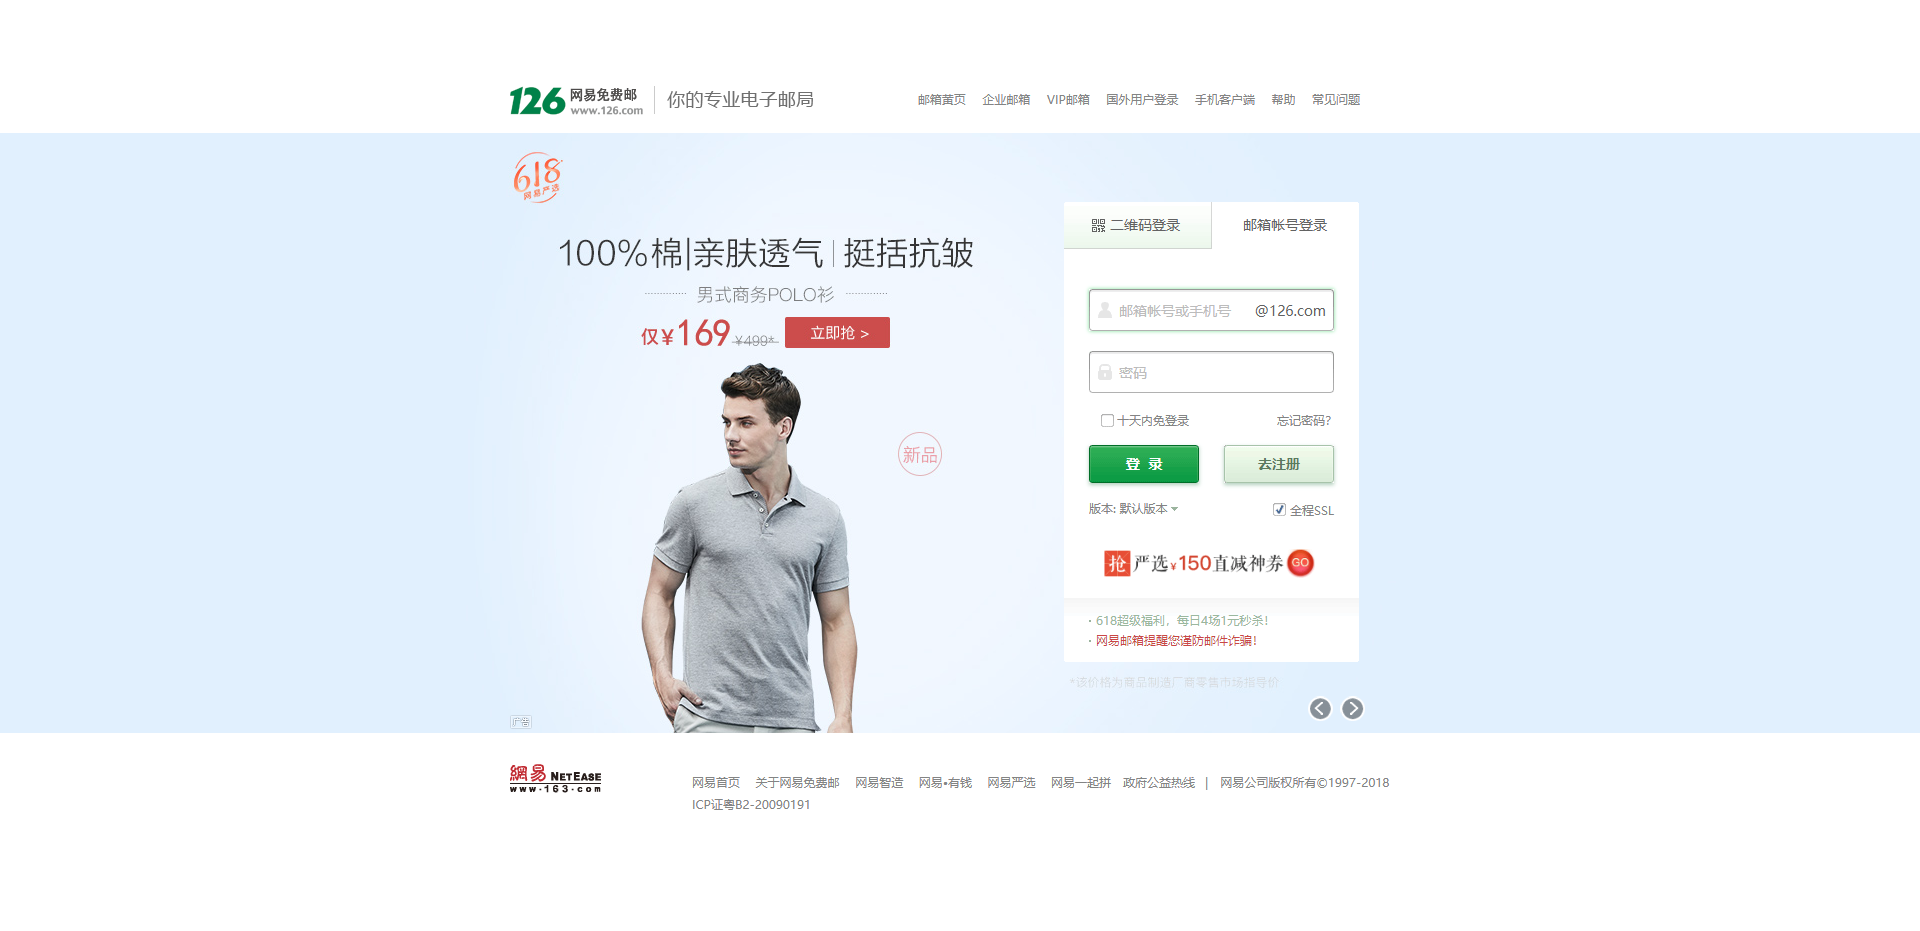 126 网易免费邮
www.126.com
你的专业电子邮局
邮箱黄页 企业邮箱 VIP邮箱 国外用户登录 手机客户端 帮助 常见问题
618
网易严选
100%棉|亲肤透气|挺括抗皱
男式商务POLO衫
仅¥169 ¥499* 立即抢 >
新品
二维码登录 邮箱帐号登录
邮箱帐号或手机号 @126.com
密码
十天内免登录 忘记密码?
登 录 去注册
版本: 默认版本 全程SSL
抢 严选¥150直减神券 GO
· 618超级福利，每日4场1元秒杀!
· 网易邮箱提醒您谨防邮件诈骗!
*该价格为商品制造厂商零售市场指导价
广告
網易 NETEASE
www.163.com
网易首页 关于网易免费邮 网易智造 网易•有钱 网易严选 网易一起拼 政府公益热线 | 网易公司版权所有©1997-2018
ICP证粤B2-20090191